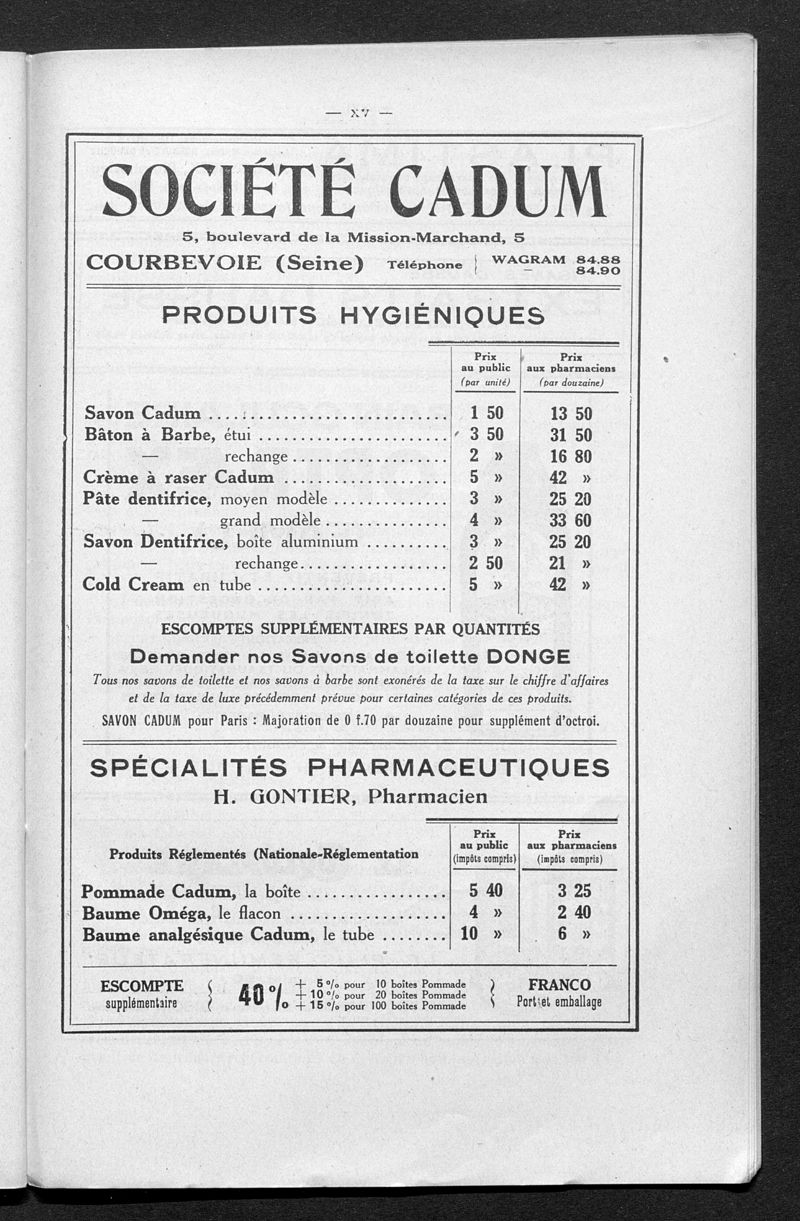 — XV —
SOCIÉTÉ CADUM
5, boulevard de la Mission-Marchand, 5
COURBEVOIE (Seine) Téléphone { WAGRAM 84.88
— 84.90
PRODUITS HYGIÉNIQUES
Prix au public (par unité) Prix aux pharmaciens (par douzaine)
Savon Cadum ............................ 1 50 13 50
Bâton à Barbe, étui ...................... 3 50 31 50
— rechange ................... 2 » 16 80
Crème à raser Cadum .................... 5 » 42 »
Pâte dentifrice, moyen modèle .............. 3 » 25 20
— grand modèle ............... 4 » 33 60
Savon Dentifrice, boîte aluminium .......... 3 » 25 20
— rechange.................. 2 50 21 »
Cold Cream en tube ....................... 5 » 42 »
ESCOMPTES SUPPLÉMENTAIRES PAR QUANTITÉS
Demander nos Savons de toilette DONGE
Tous nos savons de toilette et nos savons à barbe sont exonérés de la taxe sur le chiffre d'affaires
et de la taxe de luxe précédemment prévue pour certaines catégories de ces produits.
SAVON CADUM pour Paris : Majoration de 0 f.70 par douzaine pour supplément d'octroi.
SPÉCIALITÉS PHARMACEUTIQUES
H. GONTIER, Pharmacien
Produits Réglementés (Nationale-Réglementation Prix au public (impôts compris) Prix aux pharmaciens (impôts compris)
Pommade Cadum, la boîte ................. 5 40 3 25
Baume Oméga, le flacon ................... 4 » 2 40
Baume analgésique Cadum, le tube ........ 10 » 6 »
ESCOMPTE supplémentaire { 40 % + 5 % pour 10 boîtes Pommade
+ 10 % pour 20 boîtes Pommade
+ 15 % pour 100 boîtes Pommade } FRANCO Port et emballage